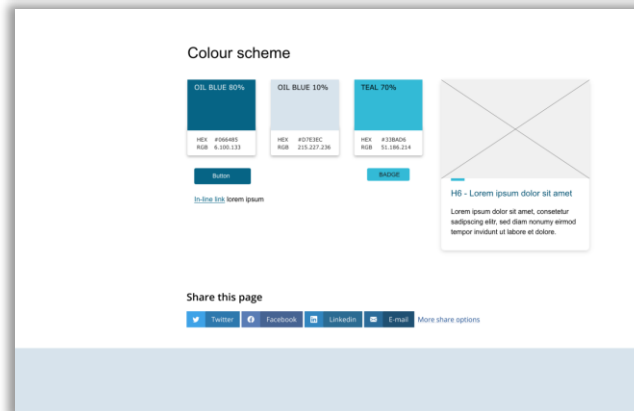 Colour scheme
OIL BLUE 80%
HEX #066485
RGB 6.100.133
OIL BLUE 10%
HEX #D7E3EC
RGB 215.227.236
TEAL 70%
HEX #33BAD6
RGB 51.186.214
Button
BADGE
In-line link lorem ipsum
H6 - Lorem ipsum dolor sit amet
Lorem ipsum dolor sit amet, consetetur
sadipscing elitr, sed diam nonumy eirmod
tempor invidunt ut labore et dolore.
Share this page
Twitter
Facebook
Linkedin
E-mail
More share options